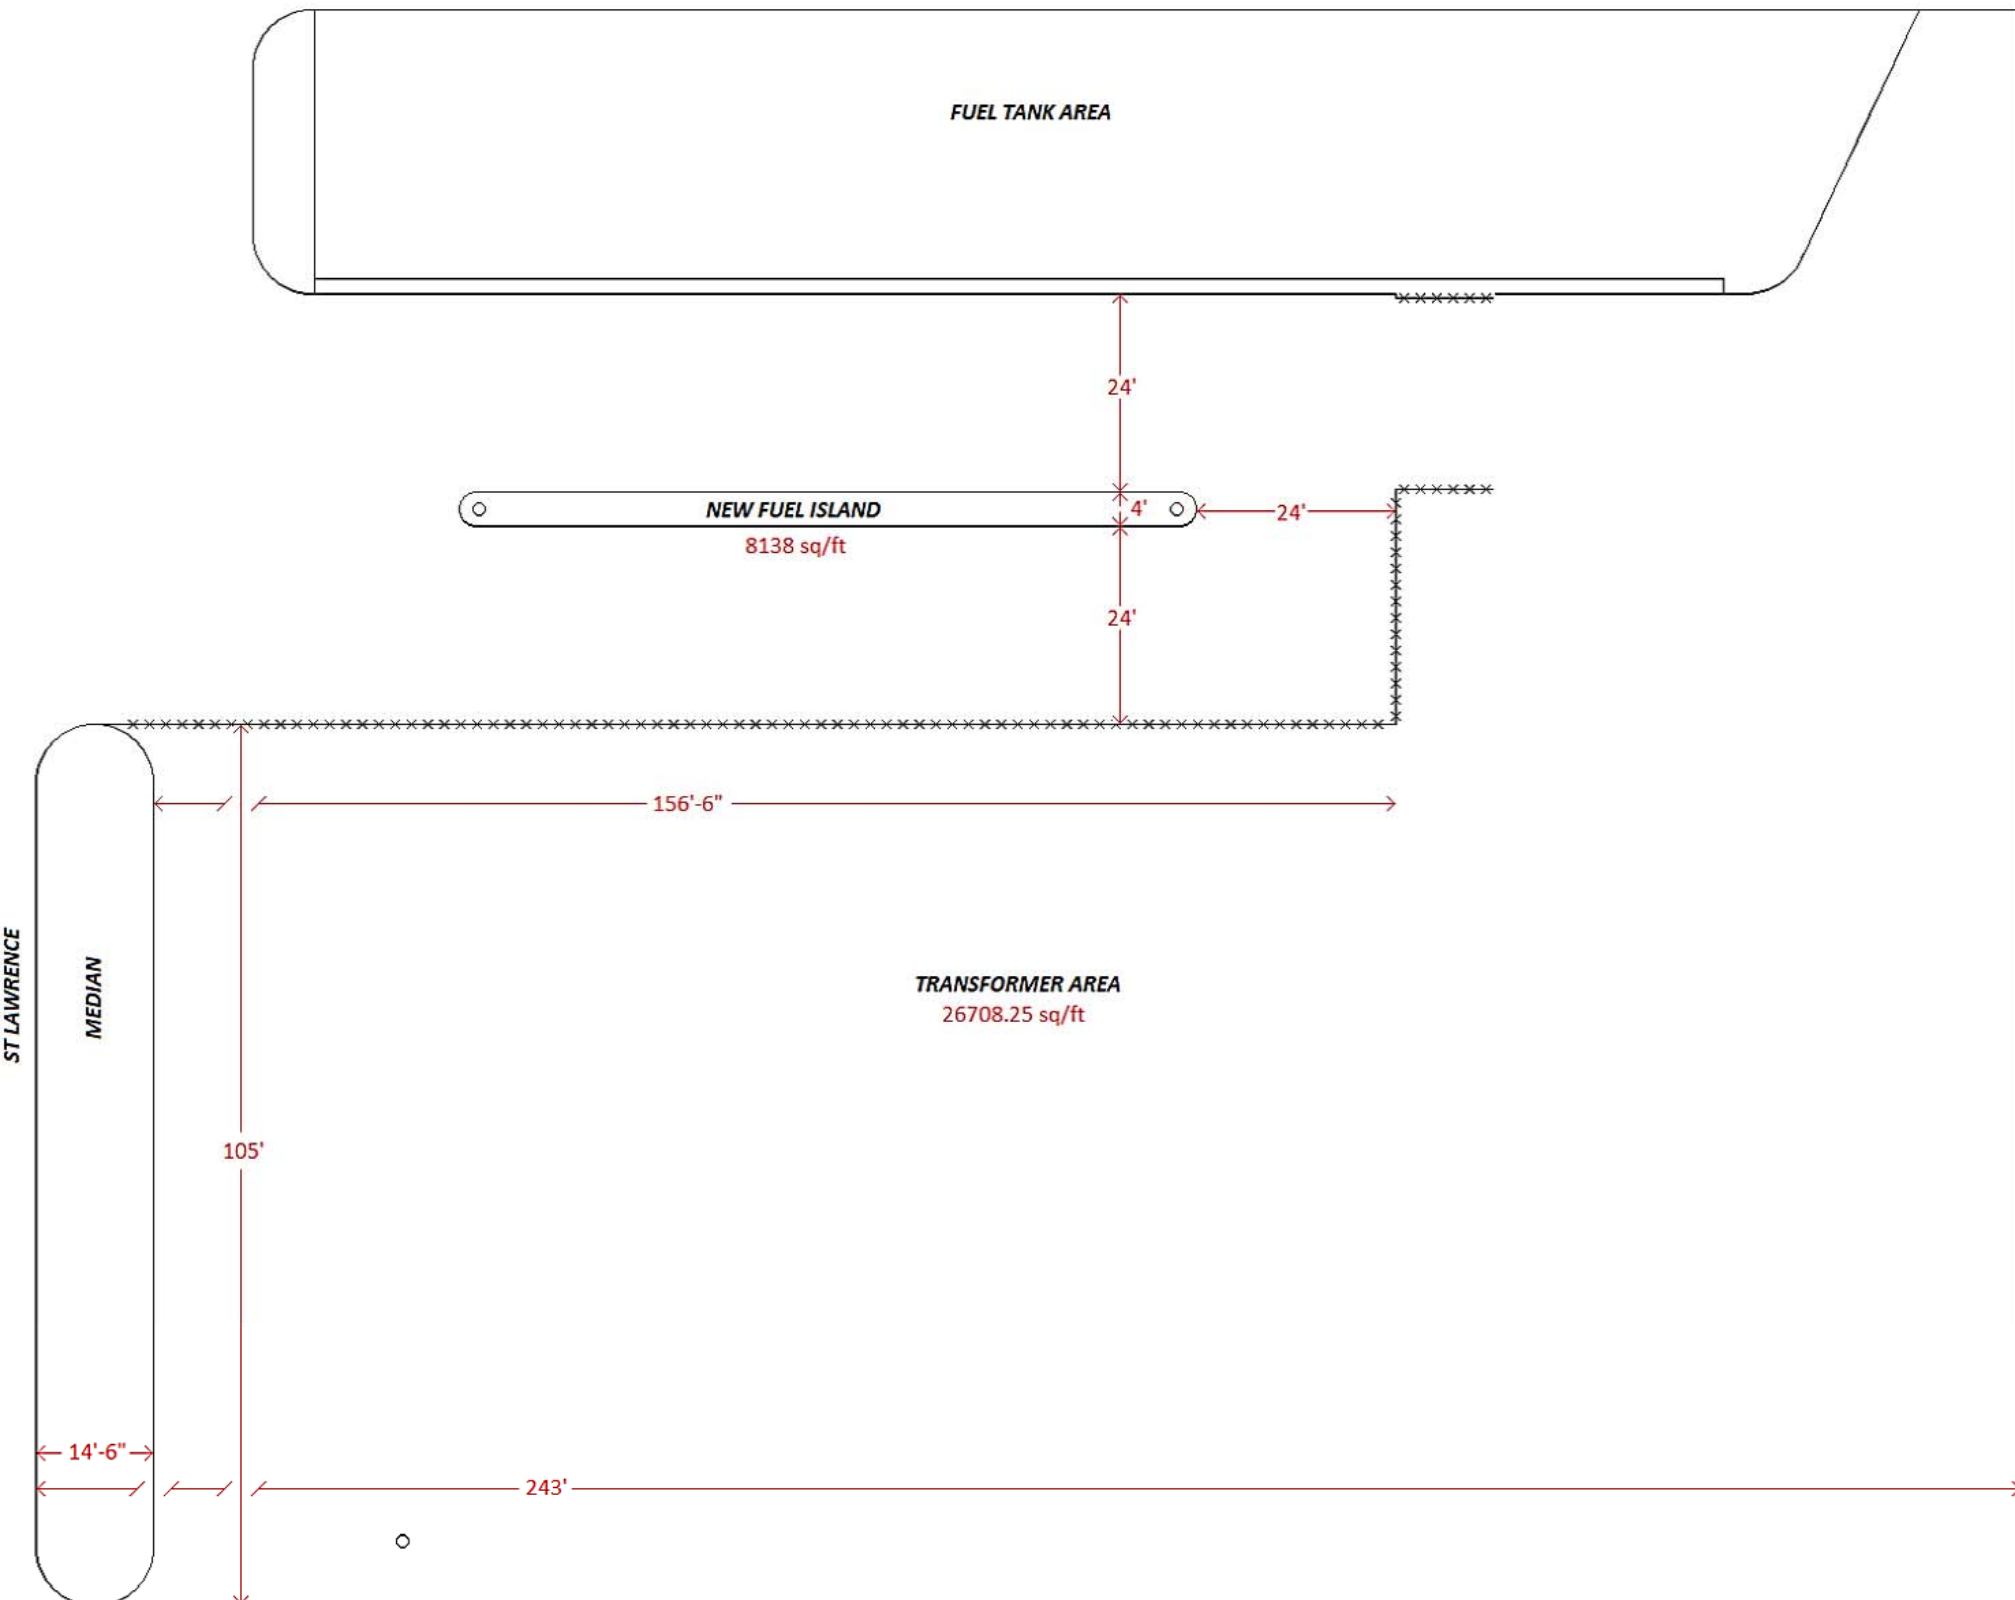 FUEL TANK AREA
24'
NEW FUEL ISLAND
4'
24'
8138 sq/ft
24'
156'-6"
ST LAWRENCE
MEDIAN
TRANSFORMER AREA
26708.25 sq/ft
105'
14'-6"
243'